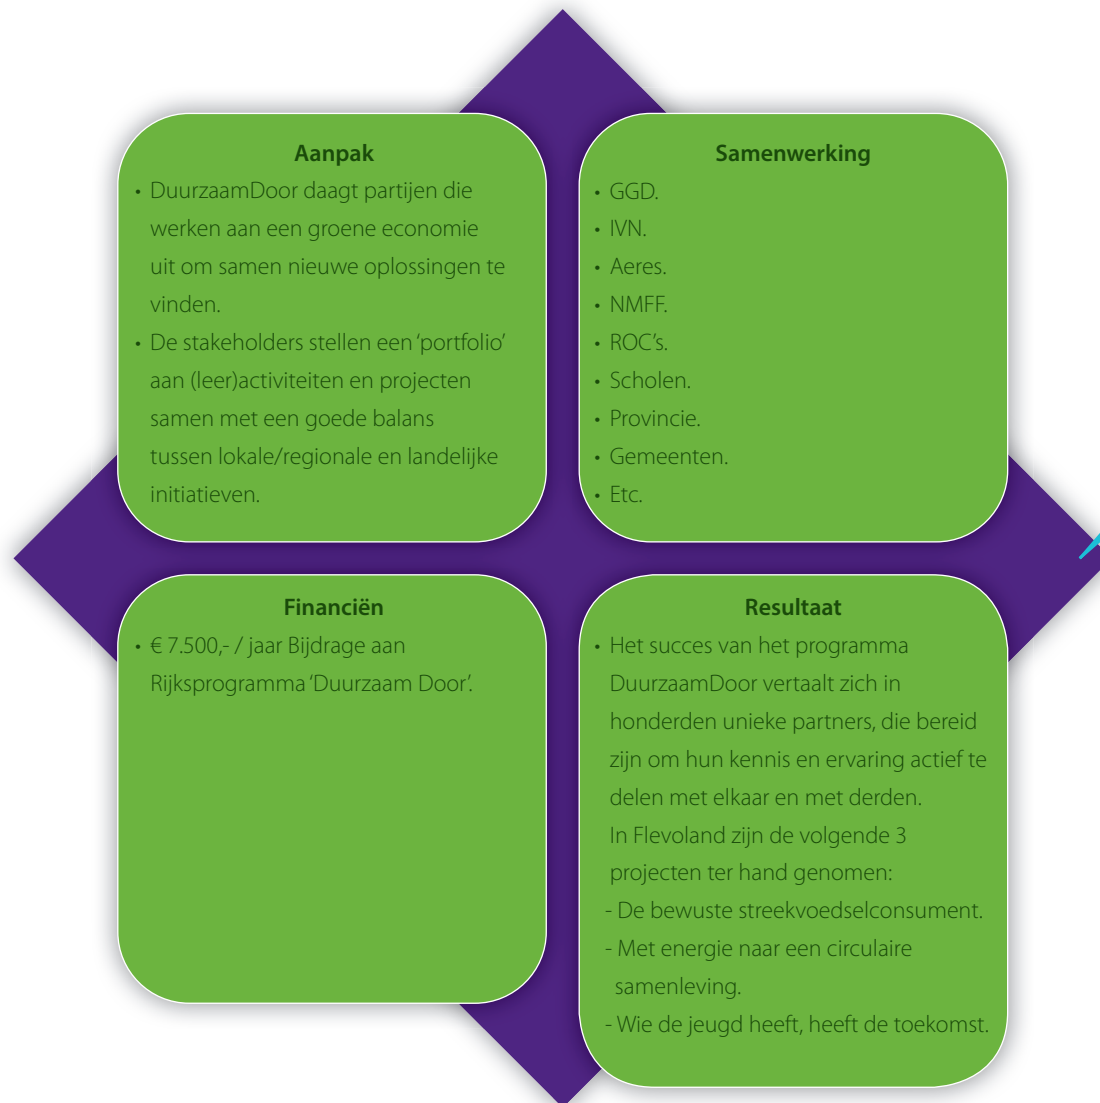 Aanpak
• DuurzaamDoor daagt partijen die
werken aan een groene economie
uit om samen nieuwe oplossingen te
vinden.
• De stakeholders stellen een ‘portfolio’
aan (leer)activiteiten en projecten
samen met een goede balans
tussen lokale/regionale en landelijke
initiatieven.
Samenwerking
• GGD.
• IVN.
• Aeres.
• NMFF.
• ROC’s.
• Scholen.
• Provincie.
• Gemeenten.
• Etc.
Financiën
• € 7.500,- / jaar Bijdrage aan
Rijksprogramma ‘Duurzaam Door’.
Resultaat
• Het succes van het programma
DuurzaamDoor vertaalt zich in
honderden unieke partners, die bereid
zijn om hun kennis en ervaring actief te
delen met elkaar en met derden.
In Flevoland zijn de volgende 3
projecten ter hand genomen:
- De bewuste streekvoedselconsument.
- Met energie naar een circulaire
samenleving.
- Wie de jeugd heeft, heeft de toekomst.